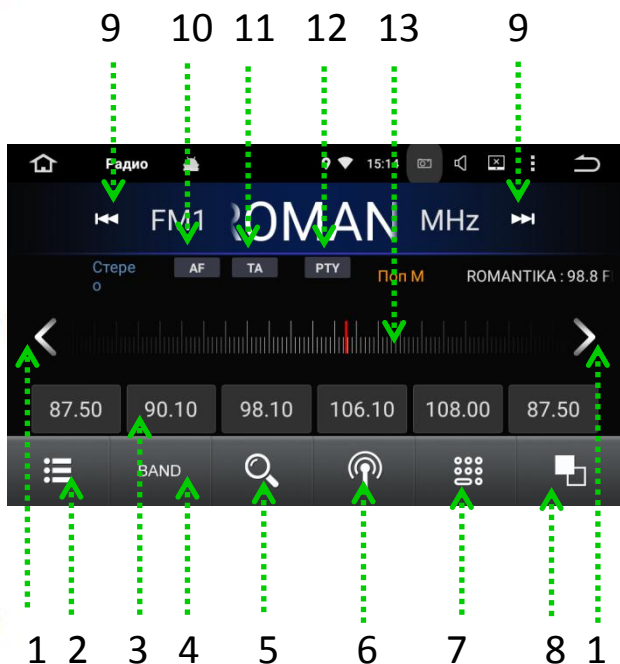 9 10 11 12 13 9
Радио 15:14
FM1 ROMAN MHz
Стерео AF TA PTY Поп М ROMANTIKA : 98.8 F
87.50 90.10 98.10 106.10 108.00 87.50
BAND
1 2 3 4 5 6 7 8 1